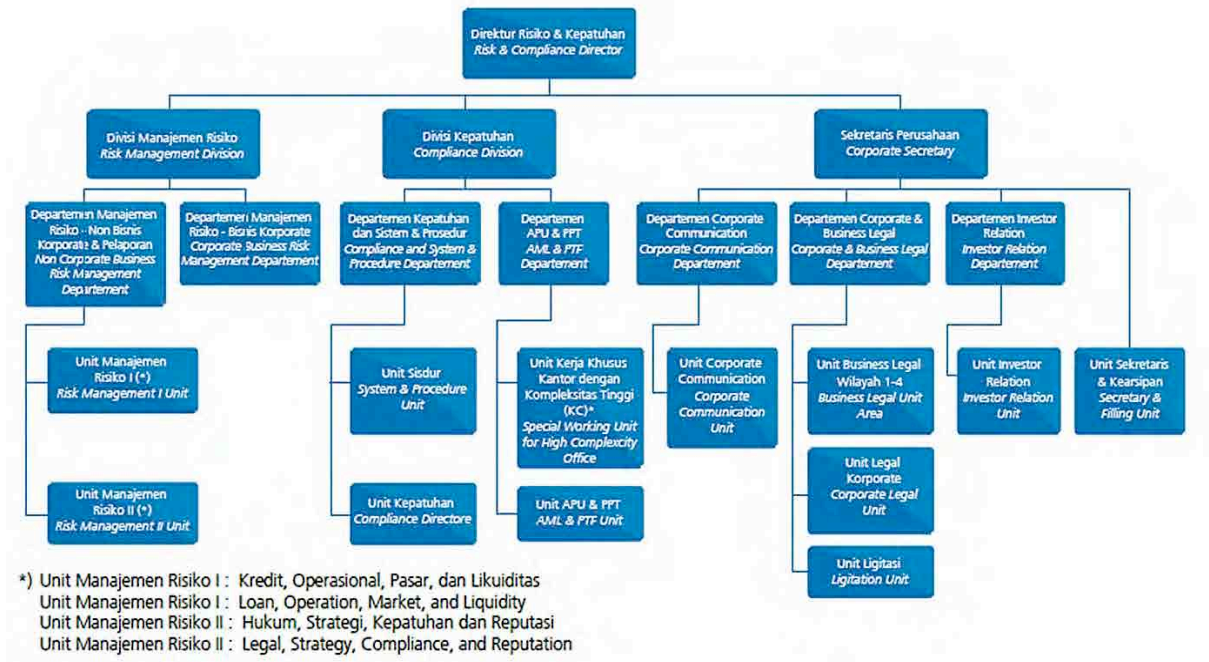 Direktur Risiko & Kepatuhan
Risk & Compliance Director
Divisi Manajemen Risiko
Risk Management Division
Divisi Kepatuhan
Compliance Division
Sekretaris Perusahaan
Corporate Secretary
Departemen Manajemen
Risiko - Non Bisnis
Korporate & Pelaporan
Non Corporate Business
Risk Management
Departement
Departemen Manajemen
Risiko - Bisnis Korporate
Corporate Business Risk
Management Departement
Departemen Kepatuhan
dan Sistem & Prosedur
Compliance and System &
Procedure Departement
Departemen
APU & PPT
AML & PTF
Departement
Departemen Corporate
Communication
Corporate Communication
Departement
Departemen Corporate &
Business Legal
Corporate & Business Legal
Departement
Departemen Investor
Relation
Investor Relation
Departement
Unit Manajemen
Risiko I (*)
Risk Management I Unit
Unit Sisdur
System & Procedure
Unit
Unit Kerja Khusus
Kantor dengan
Kompleksitas Tinggi
(KC)*
Special Working Unit
for High Complexcity
Office
Unit Corporate
Communication
Corporate
Communication
Unit
Unit Business Legal
Wilayah 1-4
Business Legal Unit
Area
Unit Investor
Relation
Investor Relation
Unit
Unit Sekretaris
& Kearsipan
Secretary &
Filling Unit
Unit Manajemen
Risiko II (*)
Risk Management II Unit
Unit Kepatuhan
Compliance Directore
Unit APU & PPT
AML & PTF Unit
Unit Legal
Korporate
Corporate Legal
Unit
Unit Ligitasi
Ligitation Unit
*) Unit Manajemen Risiko I : Kredit, Operasional, Pasar, dan Likuiditas
Unit Manajemen Risiko I : Loan, Operation, Market, and Liquidity
Unit Manajemen Risiko II : Hukum, Strategi, Kepatuhan dan Reputasi
Unit Manajemen Risiko II : Legal, Strategy, Compliance, and Reputation